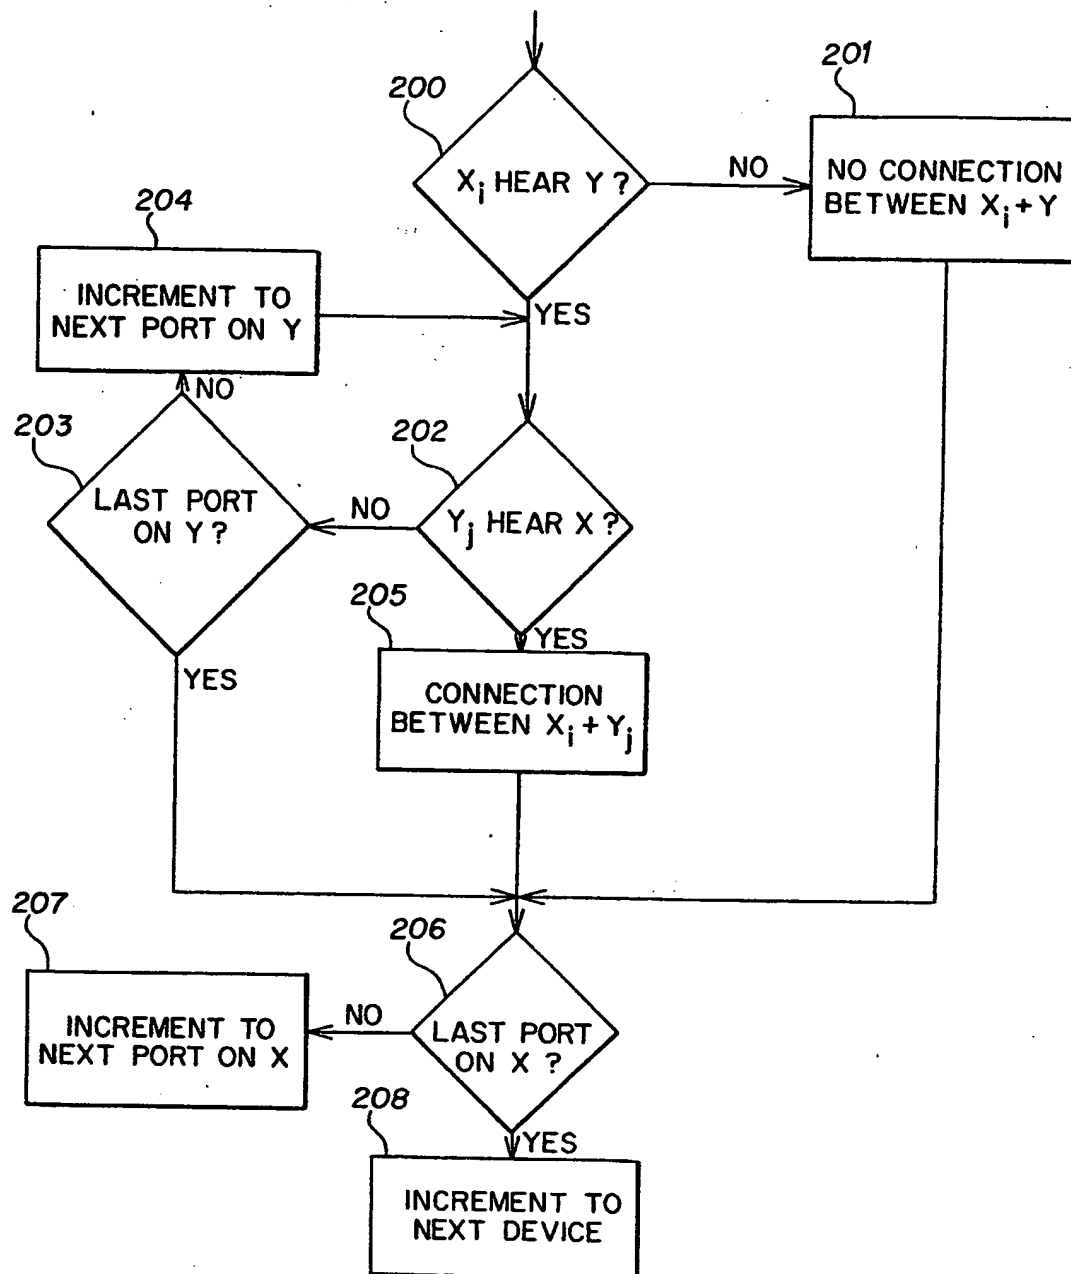 200
X_i HEAR Y ?
NO
201
NO CONNECTION
BETWEEN X_i + Y
YES
204
INCREMENT TO
NEXT PORT ON Y
NO
203
LAST PORT
ON Y ?
NO
202
Y_j HEAR X ?
YES
YES
205
CONNECTION
BETWEEN X_i + Y_j
207
INCREMENT TO
NEXT PORT ON X
NO
206
LAST PORT
ON X ?
YES
208
INCREMENT TO
NEXT DEVICE